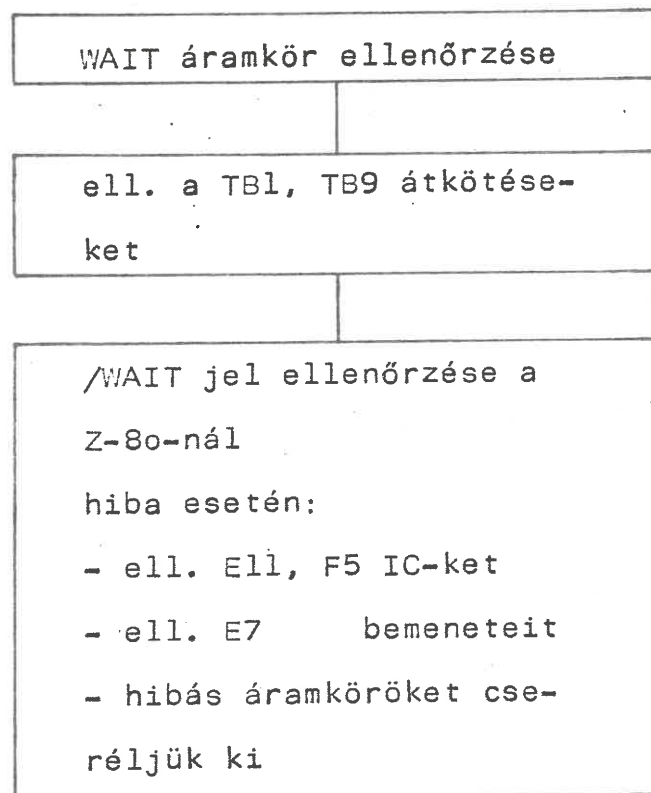 WAIT áramkör ellenőrzése
ell. a TB1, TB9 átkötése-
ket
/WAIT jel ellenőrzése a
Z-8o-nál
hiba esetén:
- ell. E11, F5 IC-ket
- ell. E7 bemeneteit
- hibás áramköröket cse-
réljük ki